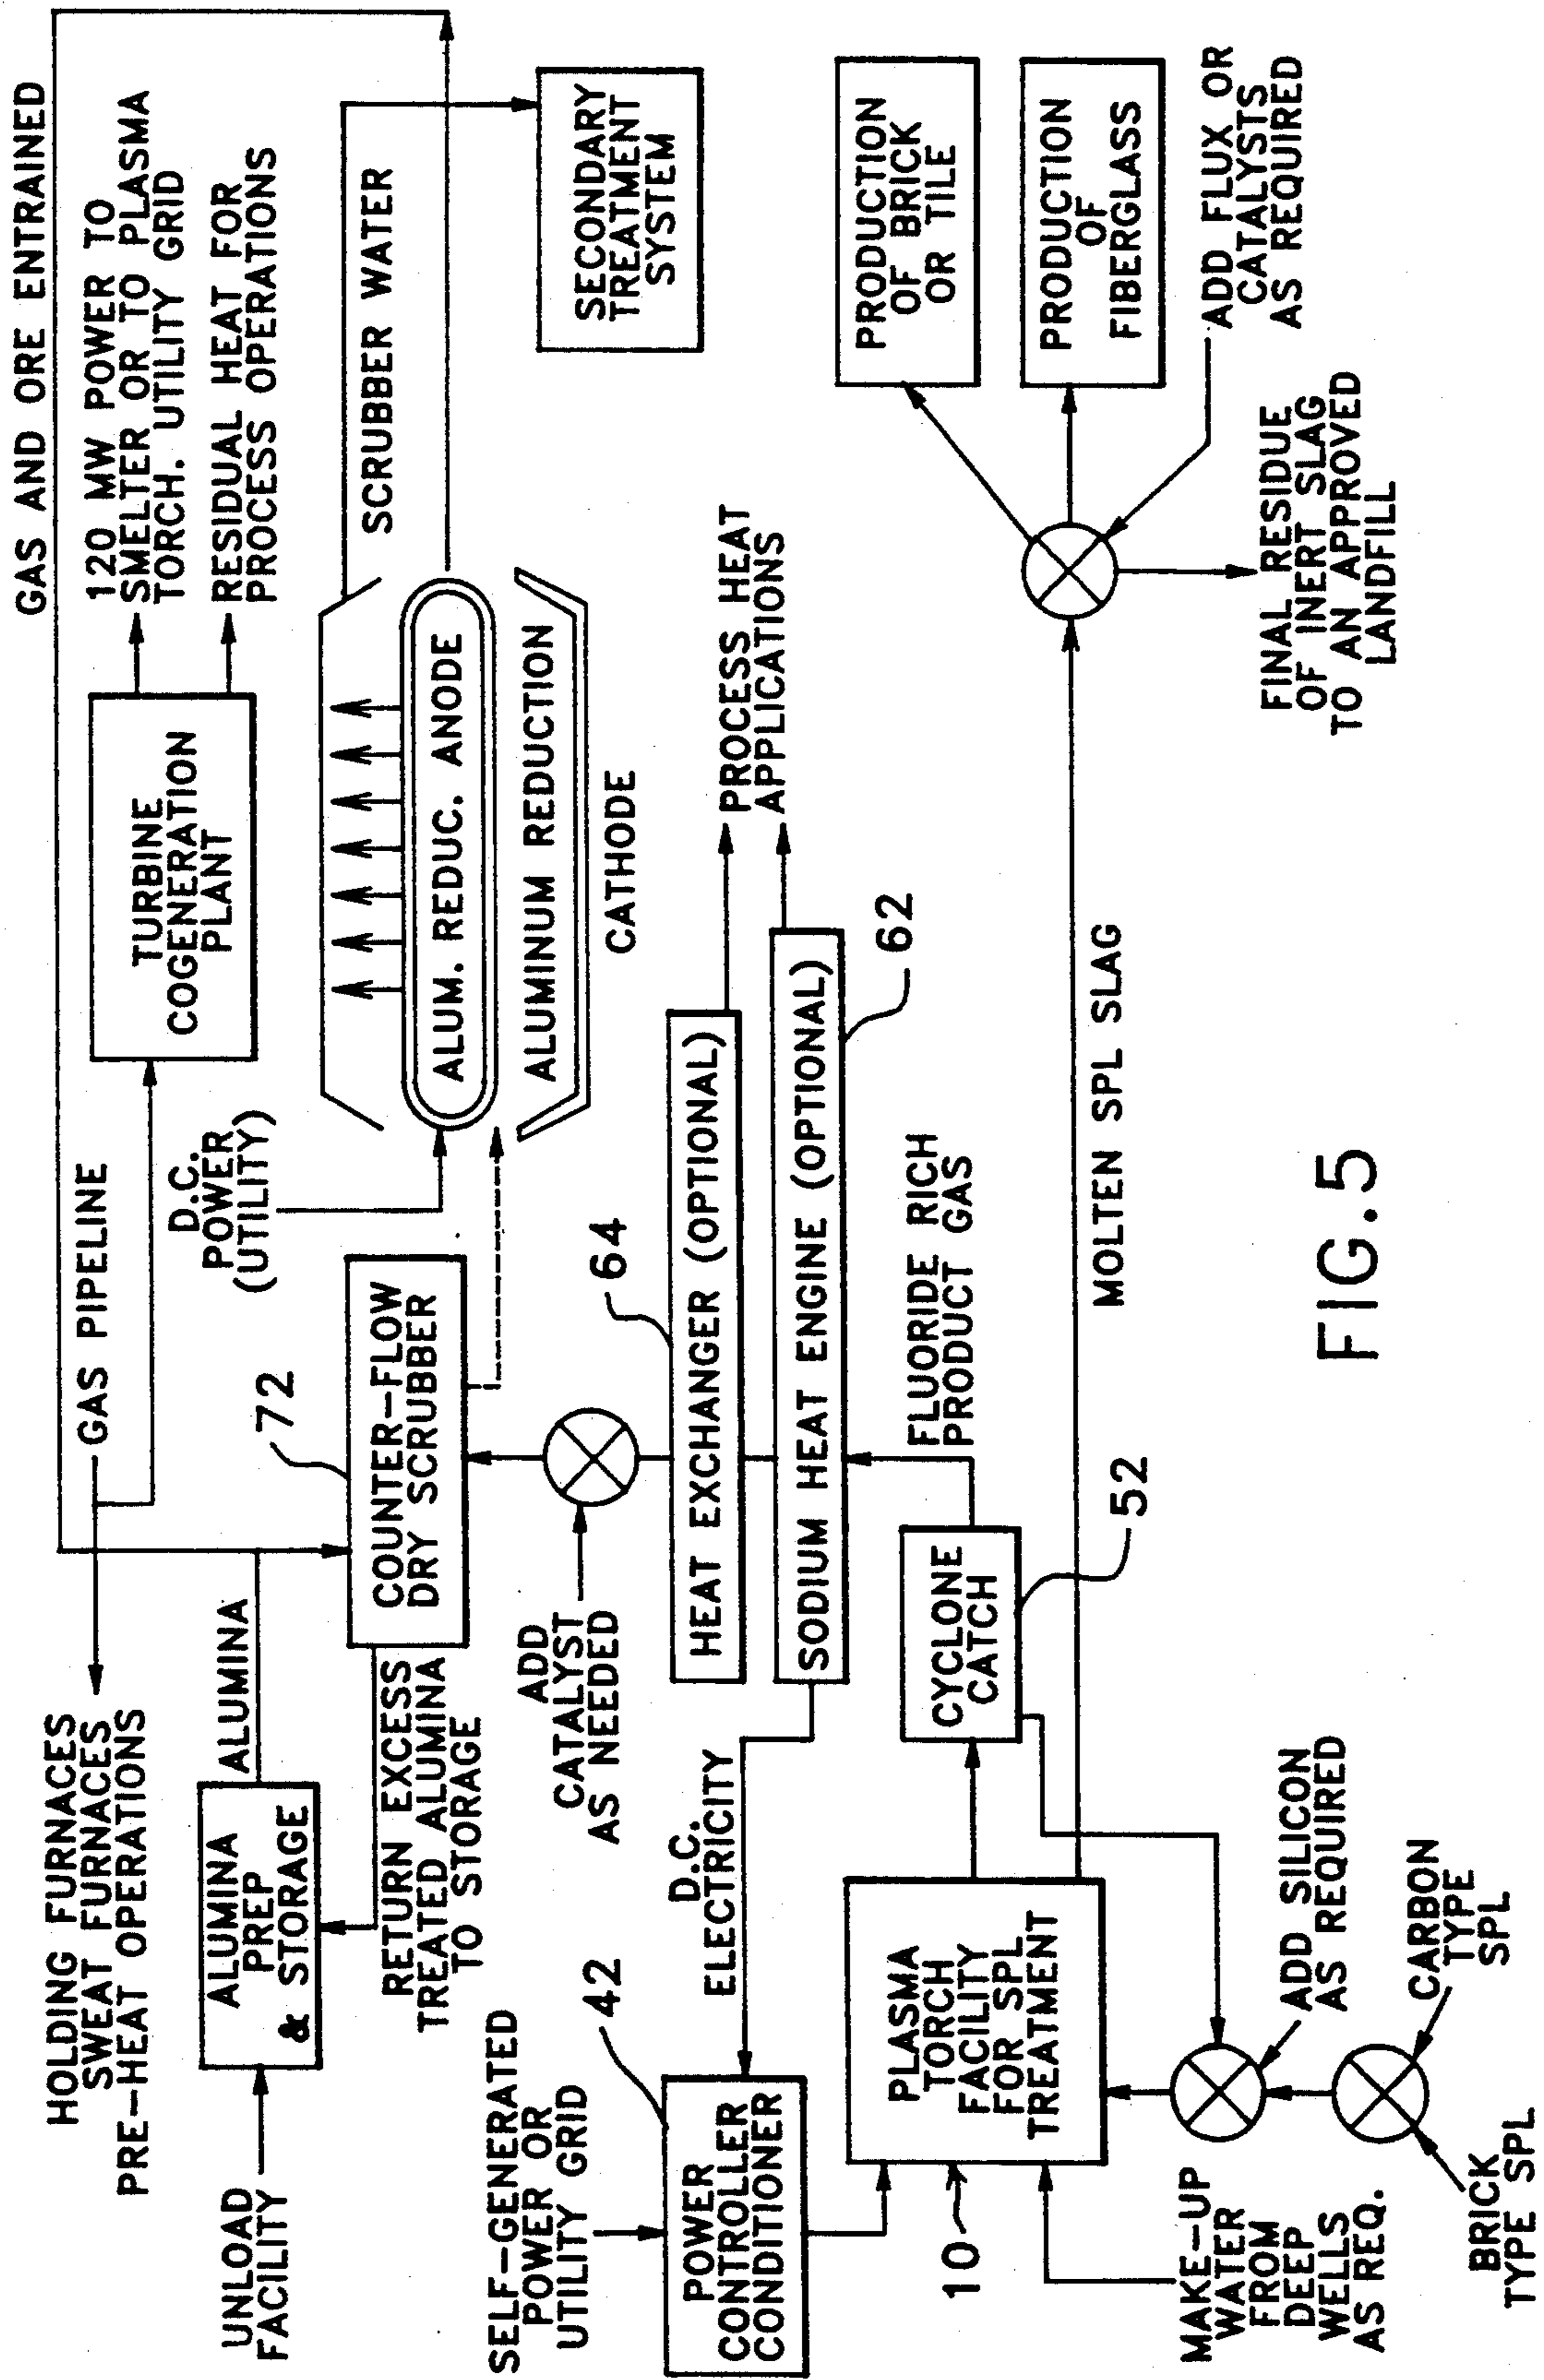 GAS AND ORE ENTRAINED
HOLDING FURNACES
SWEAT FURNACES
PRE-HEAT OPERATIONS
GAS PIPELINE
120 MW POWER TO
SMELTER OR TO PLASMA
TORCH. UTILITY GRID
RESIDUAL HEAT FOR
PROCESS OPERATIONS
TURBINE
COGENERATION
PLANT
UNLOAD
FACILITY
ALUMINA
PREP
& STORAGE
ALUMINA
72
D.C.
POWER
(UTILITY)
SCRUBBER WATER
COUNTER-FLOW
DRY SCRUBBER
RETURN EXCESS
TREATED ALUMINA
TO STORAGE
ALUM. REDUC. ANODE
ALUMINUM REDUCTION
CATHODE
SECONDARY
TREATMENT
SYSTEM
ADD
CATALYST
AS NEEDED
64
SELF-GENERATED
POWER OR
UTILITY GRID
42
HEAT EXCHANGER (OPTIONAL)
PROCESS HEAT
APPLICATIONS
D.C.
ELECTRICITY
POWER
CONTROLLER
CONDITIONER
SODIUM HEAT ENGINE (OPTIONAL)
62
FLUORIDE RICH
PRODUCT GAS
CYCLONE
CATCH
52
PLASMA
TORCH
FACILITY
FOR SPL
TREATMENT
10
MOLTEN SPL SLAG
PRODUCTION
OF BRICK
OR TILE
PRODUCTION
OF
FIBERGLASS
ADD FLUX OR
CATALYSTS
AS REQUIRED
FINAL RESIDUE
OF INERT SLAG
TO AN APPROVED
LANDFILL
MAKE-UP
WATER
FROM
DEEP
WELLS
AS REQ.
ADD SILICON
AS REQUIRED
BRICK
TYPE SPL
CARBON
TYPE
SPL
FIG.5